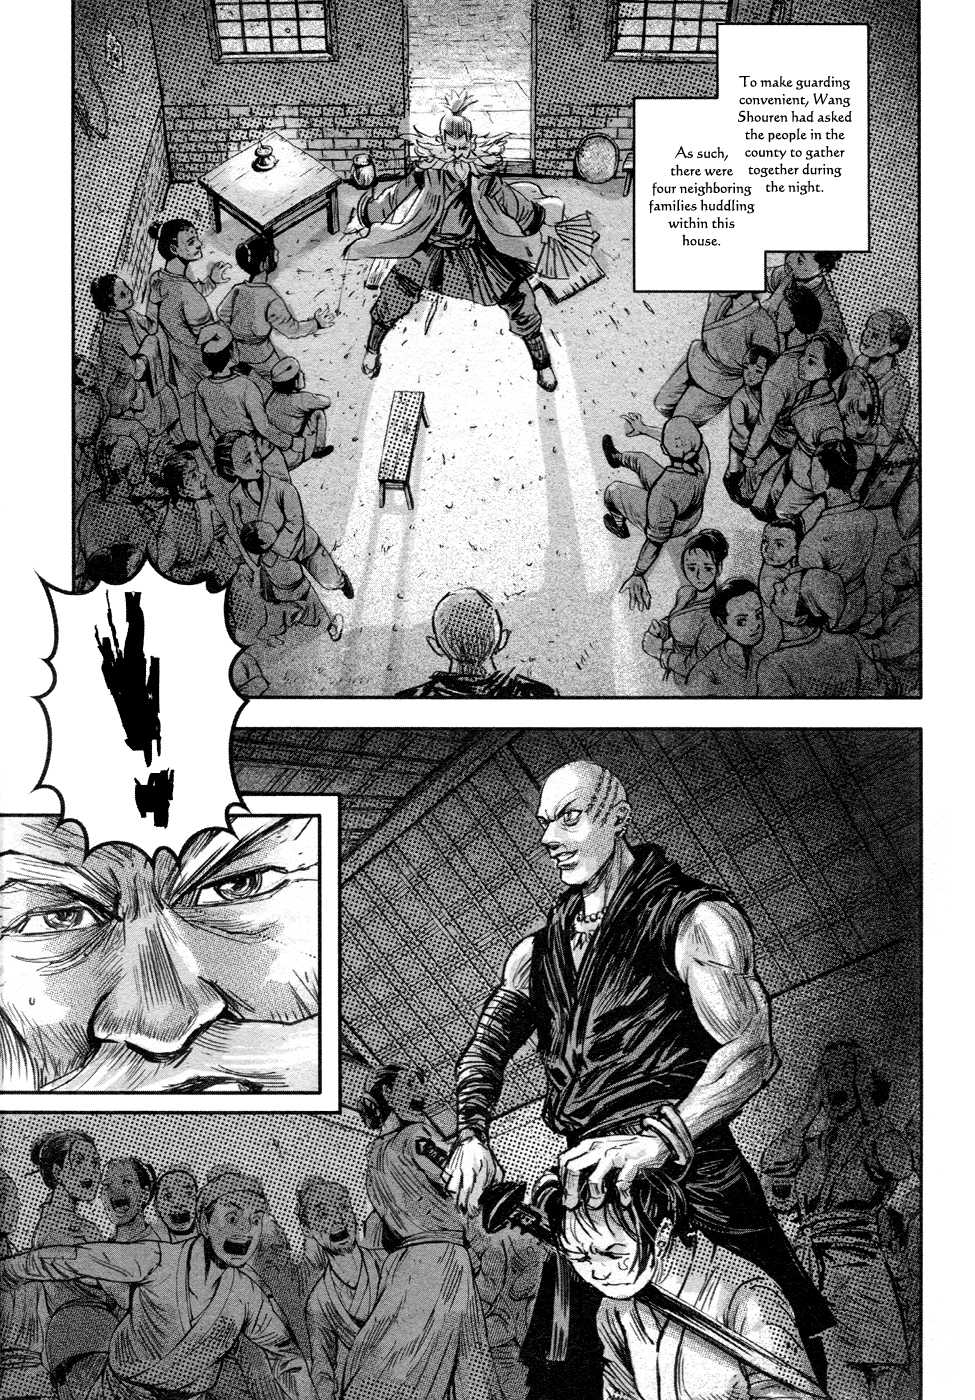 To make guarding
convenient, Wang
Shouren had asked
the people in the
county to gather
together during
the night.
As such,
there were
four neighboring
families huddling
within this
house.
!